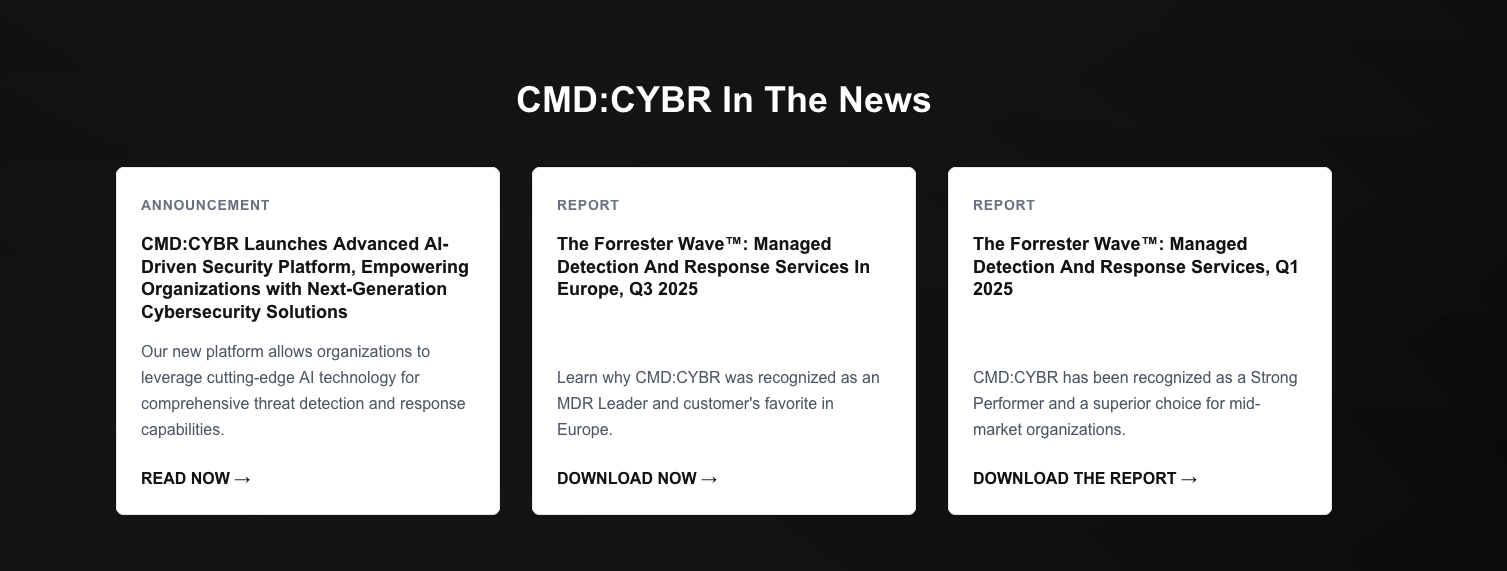 CMD:CYBR In The News
ANNOUNCEMENT
CMD:CYBR Launches Advanced AI-
Driven Security Platform, Empowering
Organizations with Next-Generation
Cybersecurity Solutions
Our new platform allows organizations to
leverage cutting-edge AI technology for
comprehensive threat detection and response
capabilities.
READ NOW →
REPORT
The Forrester Wave™: Managed
Detection And Response Services In
Europe, Q3 2025
Learn why CMD:CYBR was recognized as an
MDR Leader and customer's favorite in
Europe.
DOWNLOAD NOW →
REPORT
The Forrester Wave™: Managed
Detection And Response Services, Q1
2025
CMD:CYBR has been recognized as a Strong
Performer and a superior choice for mid-
market organizations.
DOWNLOAD THE REPORT →